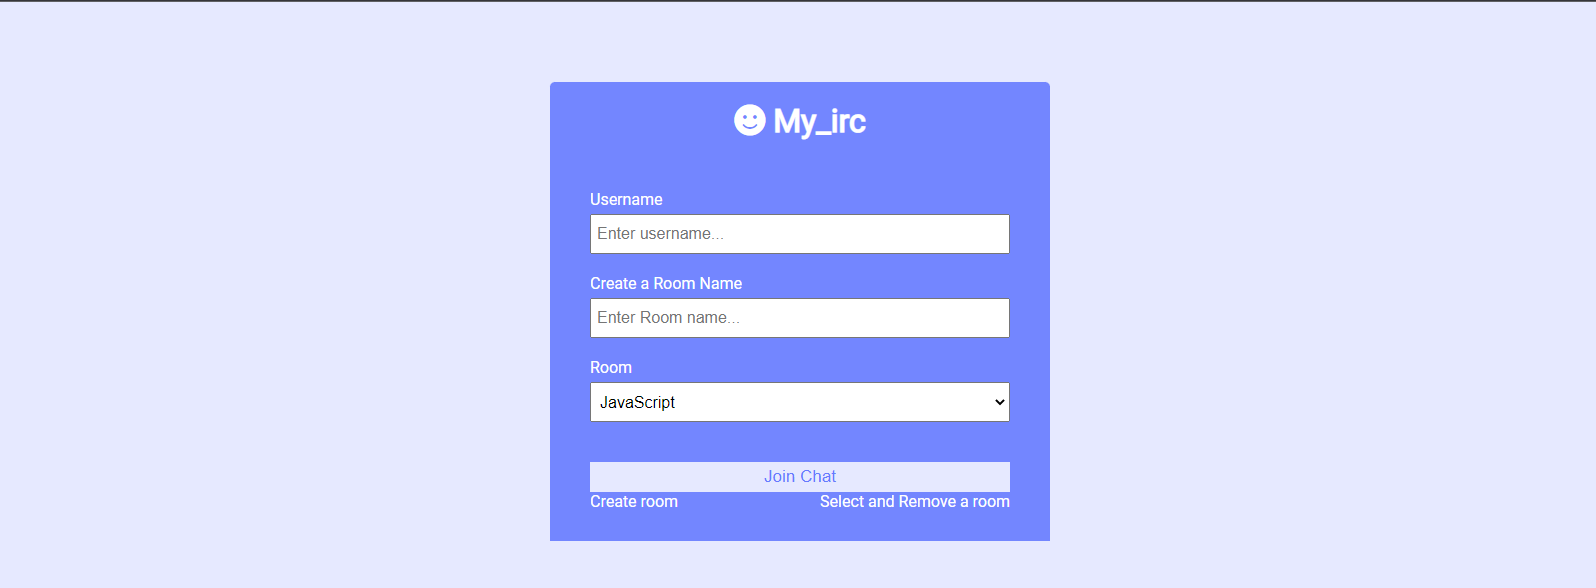 My_irc
Username
Enter username...
Create a Room Name
Enter Room name...
Room
JavaScript
Join Chat
Create room Select and Remove a room